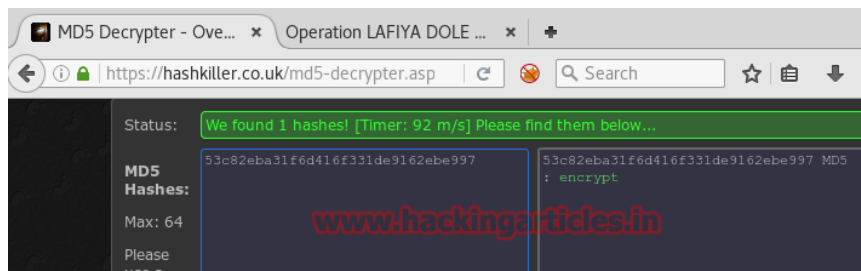 MD5 Decrypter - Ove... × Operation LAFIYA DOLE ... × +
https://hashkiller.co.uk/md5-decrypter.asp Search
Status: We found 1 hashes! [Timer: 92 m/s] Please find them below...
MD5
Hashes:
Max: 64
Please
53c82eba31f6d416f331de9162ebe997
53c82eba31f6d416f331de9162ebe997 MD5
: encrypt
www.hackingarticles.in